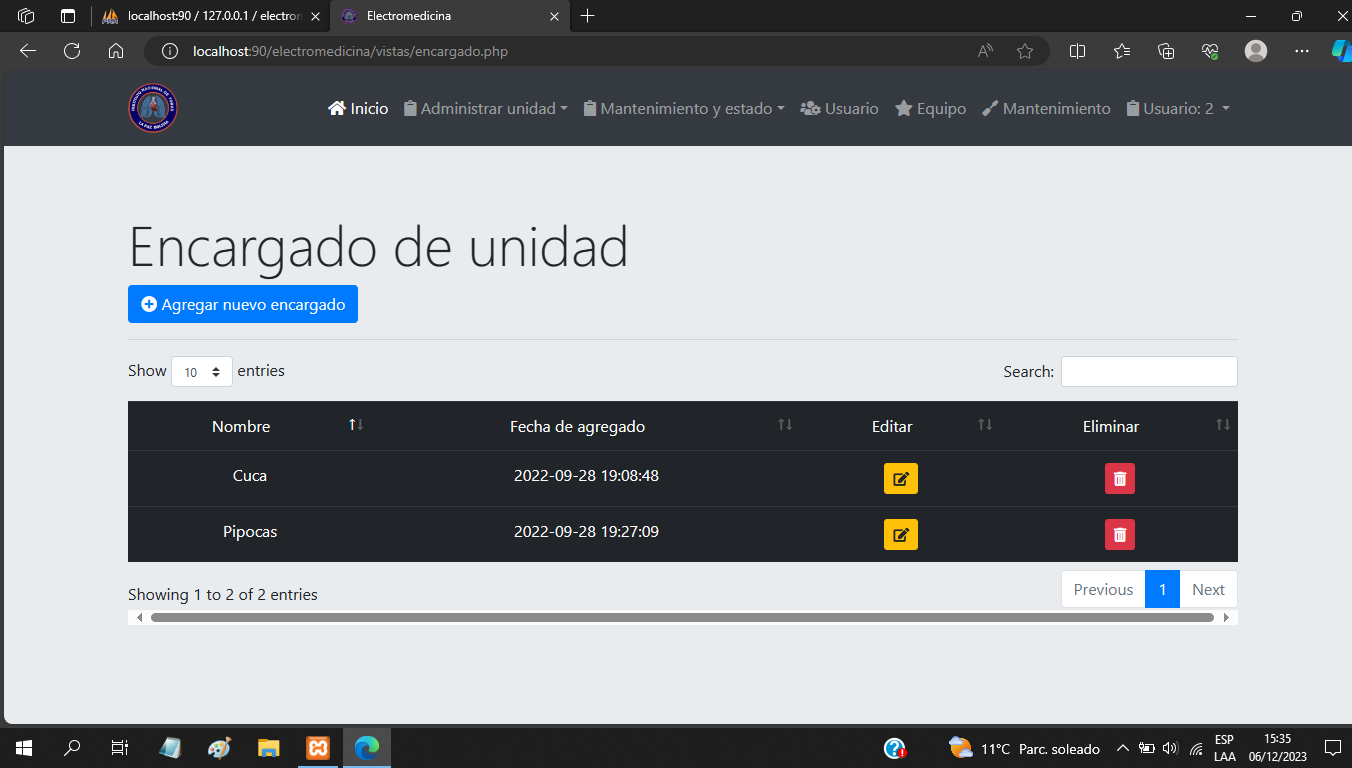 localhost:90 / 127.0.0.1 / electron
Electromedicina
localhost:90/electromedicina/vistas/encargado.php
Inicio
Administrar unidad
Mantenimiento y estado
Usuario
Equipo
Mantenimiento
Usuario: 2
Encargado de unidad
Agregar nuevo encargado
Show 10 entries
Search:
Nombre Fecha de agregado Editar Eliminar
Cuca 2022-09-28 19:08:48
Pipocas 2022-09-28 19:27:09
Showing 1 to 2 of 2 entries
Previous 1 Next
11°C Parc. soleado
ESP
LAA
15:35
06/12/2023